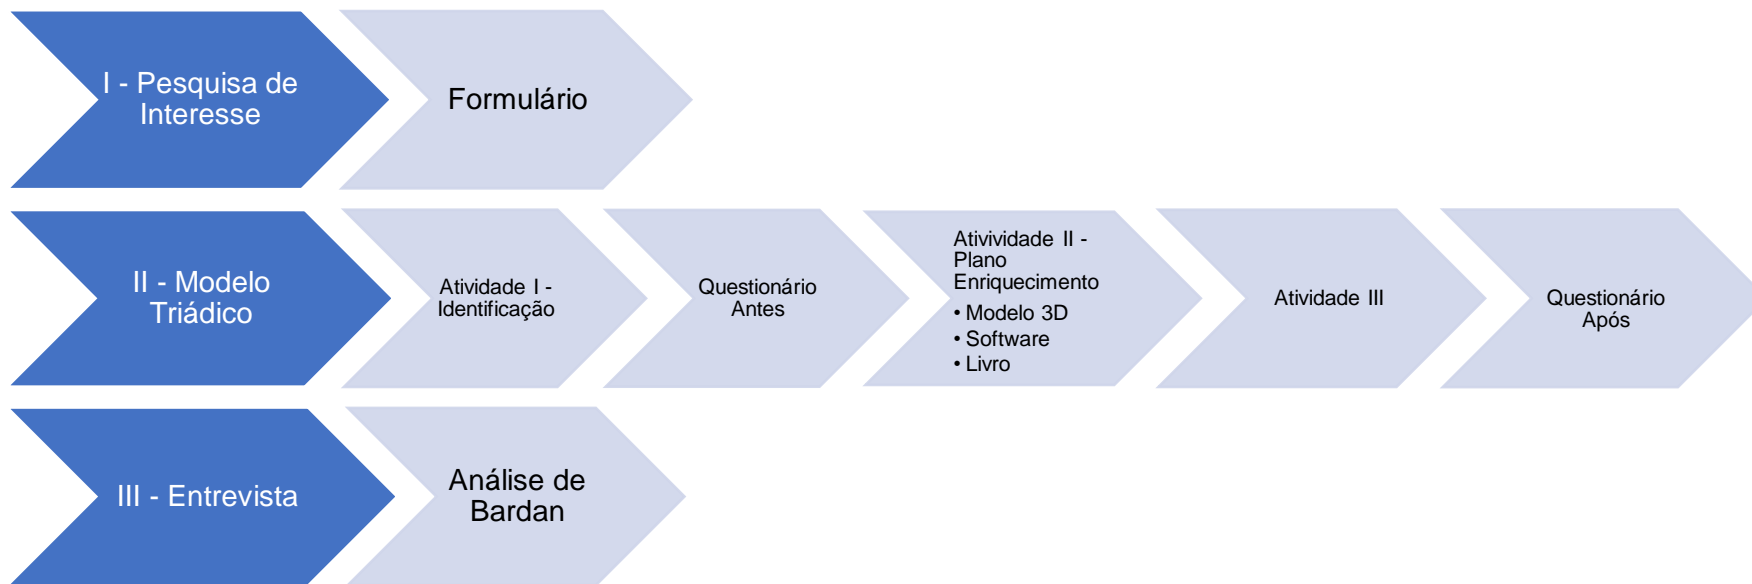 I - Pesquisa de
Interesse
Formulário
II - Modelo
Triádico
Atividade I -
Identificação
Questionário
Antes
Ativividade II -
Plano
Enriquecimento
• Modelo 3D
• Software
• Livro
Atividade III
Questionário
Após
III - Entrevista
Análise de
Bardan